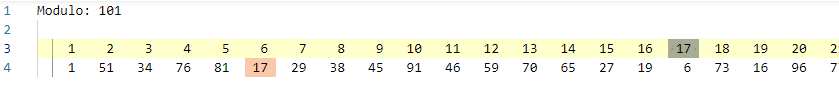 1 Modulo: 101
2
3 1 2 3 4 5 6 7 8 9 10 11 12 13 14 15 16 17 18 19 20
4 1 51 34 76 81 17 29 38 45 91 46 59 70 65 27 19 6 73 16 96